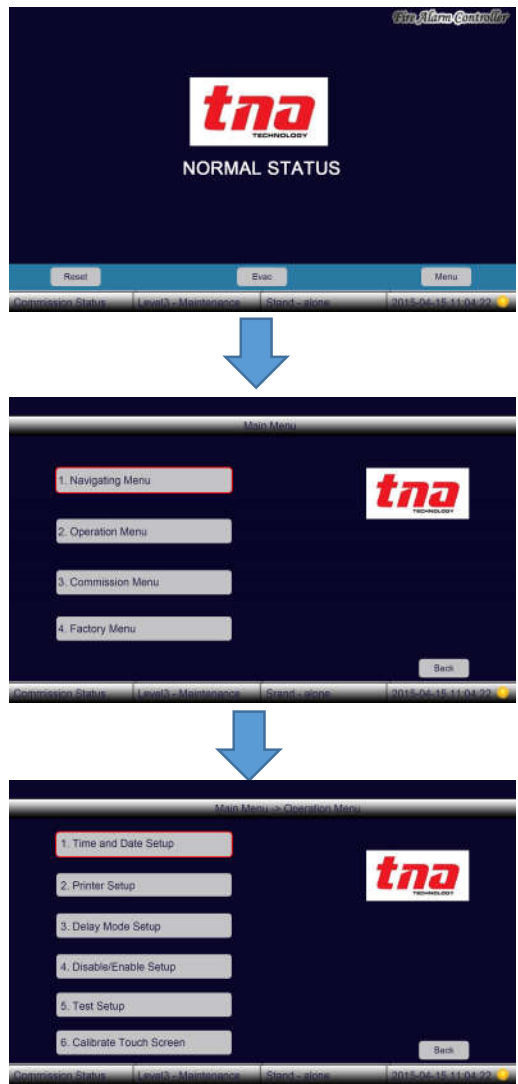 Fire Alarm Controller
tna
TECHNOLOGY
NORMAL STATUS
Reset Evac Menu
Commission Status Level3 - Maintenance Stand - alone 2015-04-15 11:04:22
Main Menu
1. Navigating Menu
tna
TECHNOLOGY
2. Operation Menu
3. Commission Menu
4. Factory Menu
Back
Commission Status Level3 - Maintenance Stand - alone 2015-04-15 11:04:22
Main Menu -> Operation Menu
1. Time and Date Setup
tna
TECHNOLOGY
2. Printer Setup
3. Delay Mode Setup
4. Disable/Enable Setup
5. Test Setup
6. Calibrate Touch Screen
Back
Commission Status Level3 - Maintenance Stand - alone 2015-04-15 11:04:22